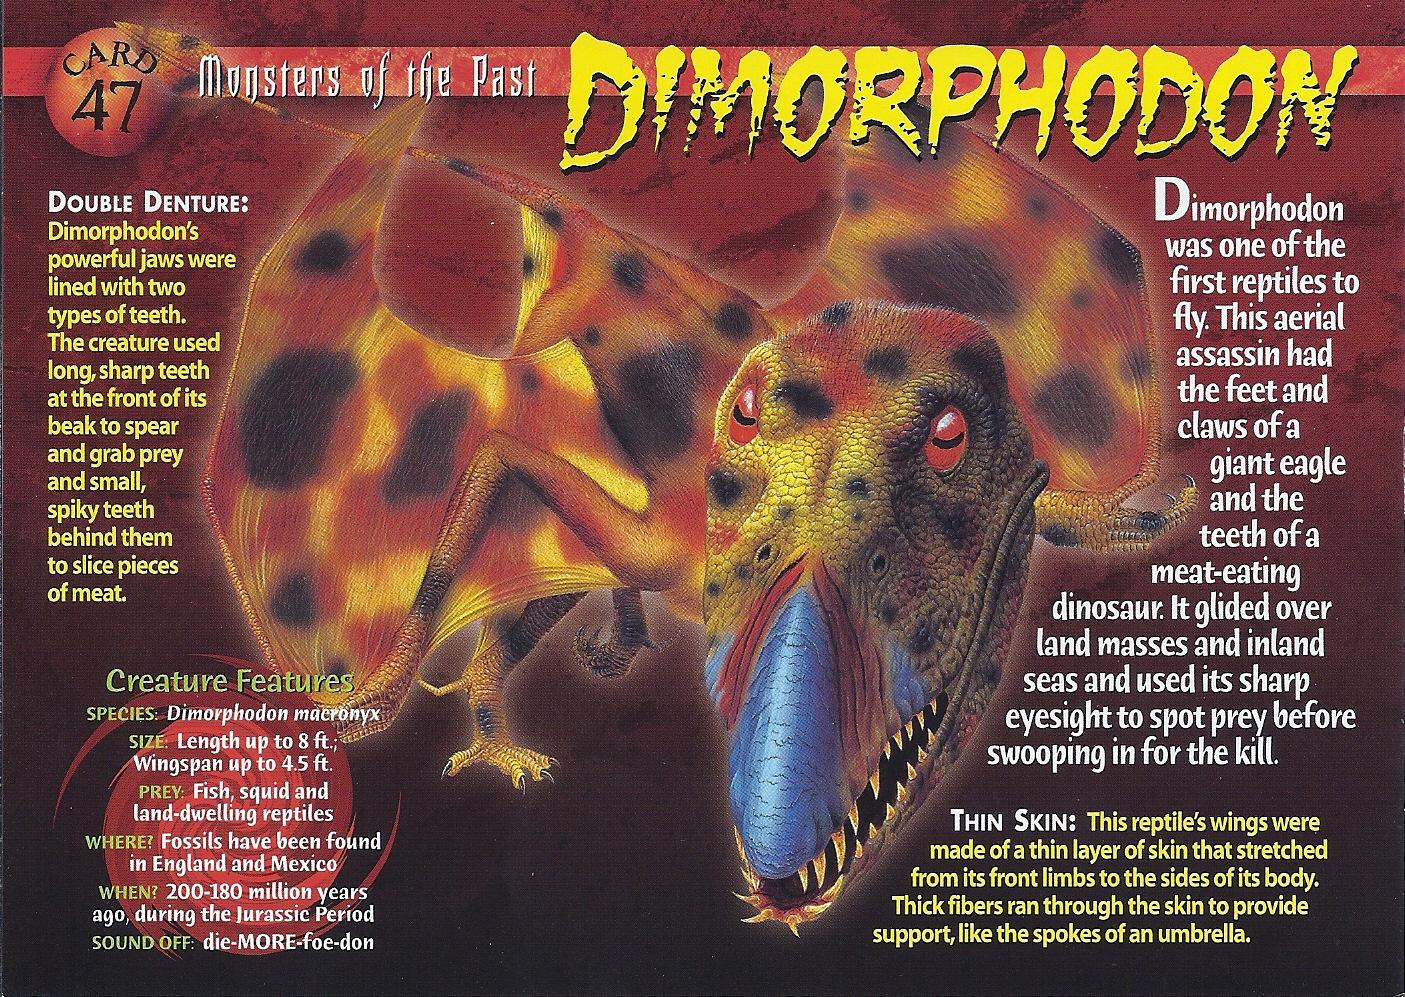 CARD
47
Monsters of the Past
DIMORPHODON
DOUBLE DENTURE:
Dimorphodon's
powerful jaws were
lined with two
types of teeth.
The creature used
long, sharp teeth
at the front of its
beak to spear
and grab prey
and small,
spiky teeth
behind them
to slice pieces
of meat.
Dimorphodon
was one of the
first reptiles to
fly. This aerial
assassin had
the feet and
claws of a
giant eagle
and the
teeth of a
meat-eating
dinosaur. It glided over
land masses and inland
seas and used its sharp
eyesight to spot prey before
swooping in for the kill.
Creature Features
SPECIES: Dimorphodon macronyx
SIZE: Length up to 8 ft.;
Wingspan up to 4.5 ft.
PREY: Fish, squid and
land-dwelling reptiles
WHERE? Fossils have been found
in England and Mexico
WHEN? 200-180 million years
ago, during the Jurassic Period
SOUND OFF: die-MORE-foe-don
THIN SKIN: This reptile's wings were
made of a thin layer of skin that stretched
from its front limbs to the sides of its body.
Thick fibers ran through the skin to provide
support, like the spokes of an umbrella.